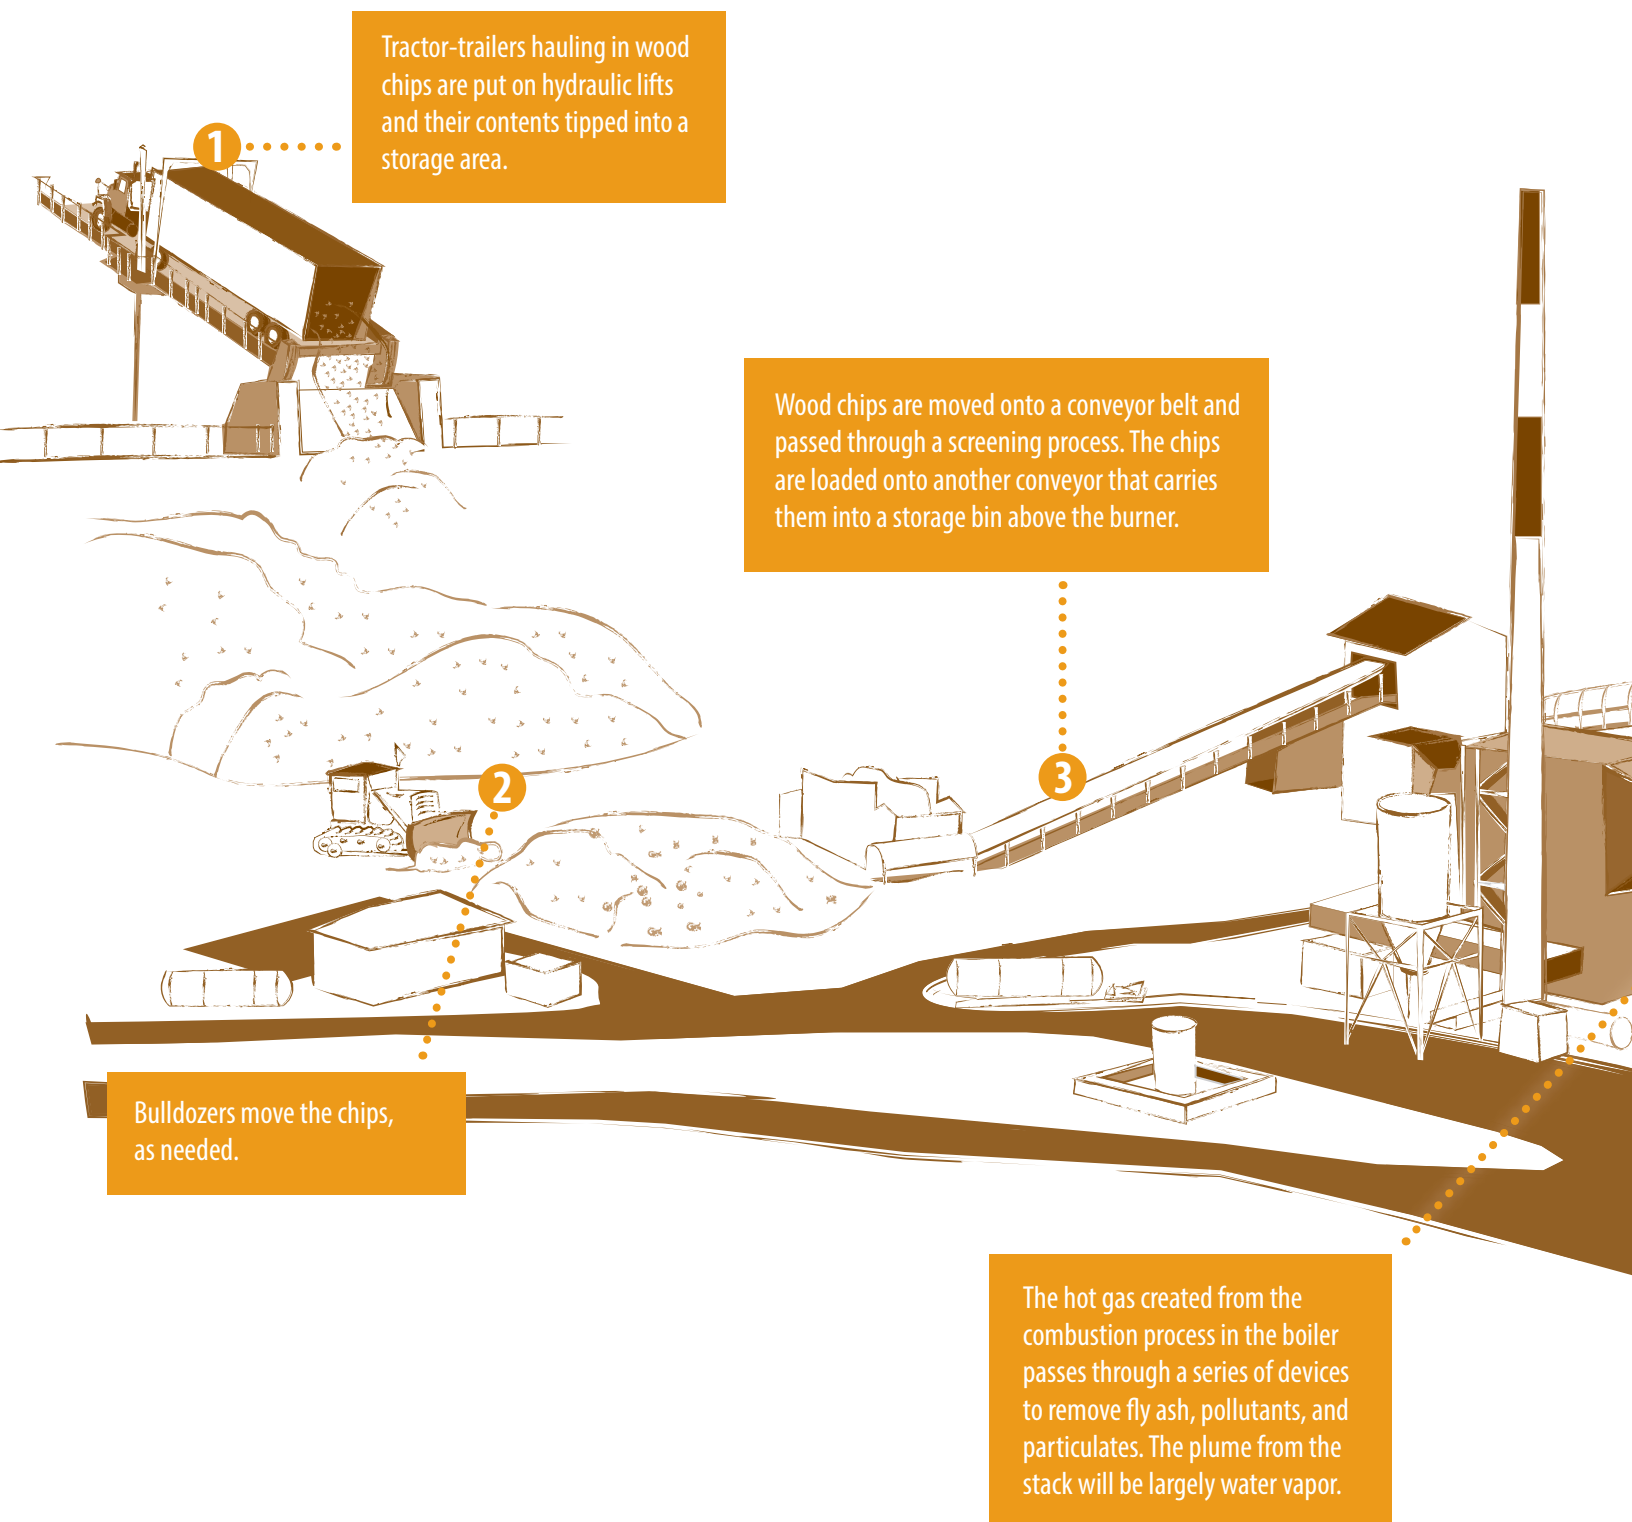 1
Tractor-trailers hauling in wood
chips are put on hydraulic lifts
and their contents tipped into a
storage area.
Wood chips are moved onto a conveyor belt and
passed through a screening process. The chips
are loaded onto another conveyor that carries
them into a storage bin above the burner.
2
3
Bulldozers move the chips,
as needed.
The hot gas created from the
combustion process in the boiler
passes through a series of devices
to remove fly ash, pollutants, and
particulates. The plume from the
stack will be largely water vapor.